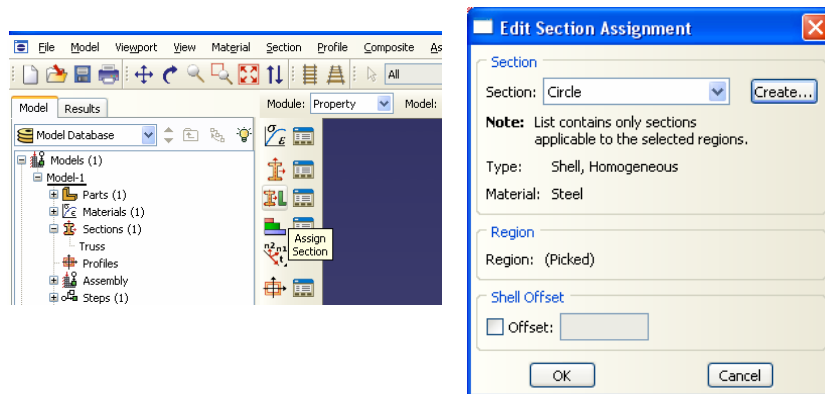 File Model Viewport View Material Section Profile Composite As
All
Model Results
Module: Property Model:
Model Database
σ ε
Models (1)
Model-1
Parts (1)
Materials (1)
Sections (1)
Truss
Profiles
Assembly
Steps (1)
Assign
Section
n2 n1
t
Edit Section Assignment
Section
Section: Circle Create...
Note: List contains only sections
applicable to the selected regions.
Type: Shell, Homogeneous
Material: Steel
Region
Region: (Picked)
Shell Offset
Offset:
OK Cancel